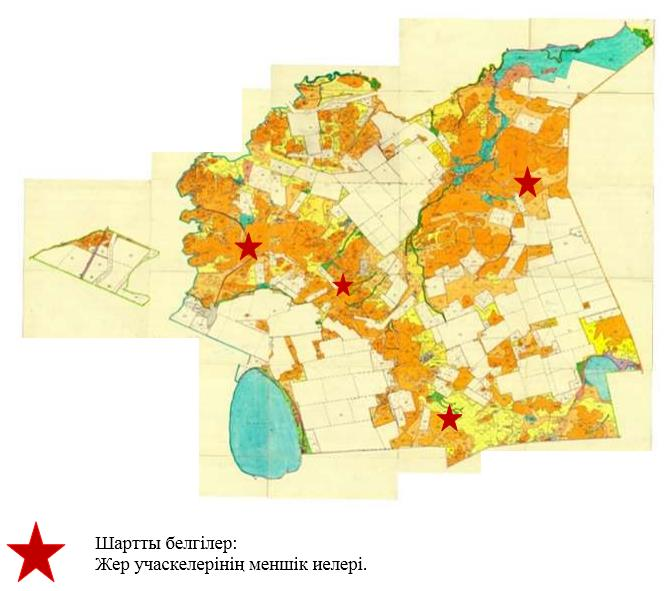 Шартты белгілер:
Жер учаскелерінің меншік иелері.